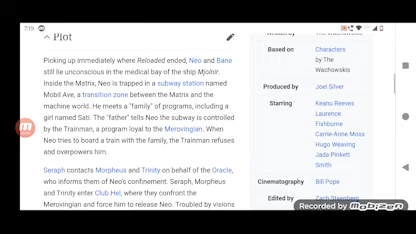 7:19
Plot
Picking up immediately where Reloaded ended, Neo and Bane
still lie unconscious in the medical bay of the ship Mjolnir.
Inside the Matrix, Neo is trapped in a subway station named
Mobil Ave, a transition zone between the Matrix and the
machine world. He meets a "family" of programs, including a
girl named Sati. The "father" tells Neo the subway is controlled
by the Trainman, a program loyal to the Merovingian. When
Neo tries to board a train with the family, the Trainman refuses
and overpowers him.
Seraph contacts Morpheus and Trinity on behalf of the Oracle,
who informs them of Neo's confinement. Seraph, Morpheus
and Trinity enter Club Hel, where they confront the
Merovingian and force him to release Neo. Troubled by visions
The Wachowskis
Based on Characters
by The
Wachowskis
Produced by Joel Silver
Starring Keanu Reeves
Laurence
Fishburne
Carrie-Anne Moss
Hugo Weaving
Jada Pinkett
Smith
Cinematography Bill Pope
Edited by Zach Staenberg
Recorded by Mobizen